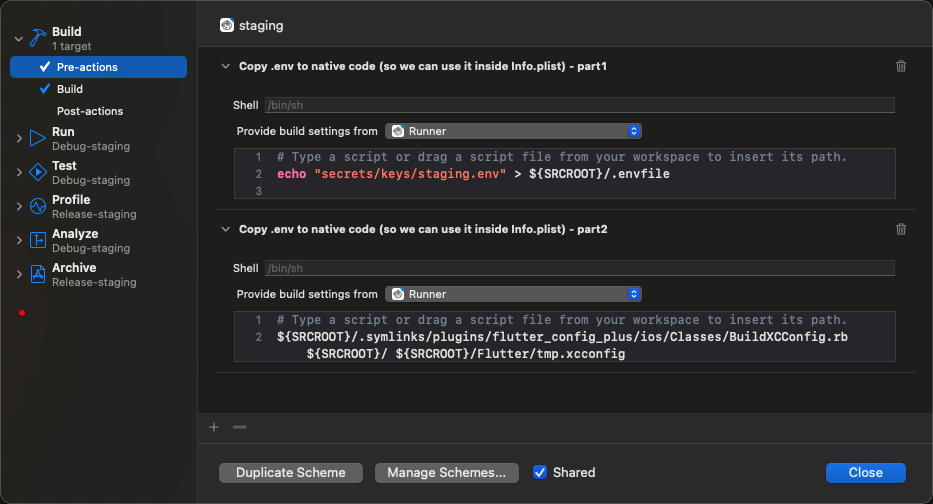 Build
1 target
Pre-actions
Build
Post-actions
Run
Debug-staging
Test
Debug-staging
Profile
Release-staging
Analyze
Debug-staging
Archive
Release-staging
staging
Copy .env to native code (so we can use it inside Info.plist) - part1
Shell /bin/sh
Provide build settings from Runner
1 # Type a script or drag a script file from your workspace to insert its path.
2 echo "secrets/keys/staging.env" > ${SRCROOT}/.envfile
3
Copy .env to native code (so we can use it inside Info.plist) - part2
Shell /bin/sh
Provide build settings from Runner
1 # Type a script or drag a script file from your workspace to insert its path.
2 ${SRCROOT}/.symlinks/plugins/flutter_config_plus/ios/Classes/BuildXCConfig.rb
${SRCROOT}/ ${SRCROOT}/Flutter/tmp.xcconfig
Duplicate Scheme Manage Schemes... Shared Close